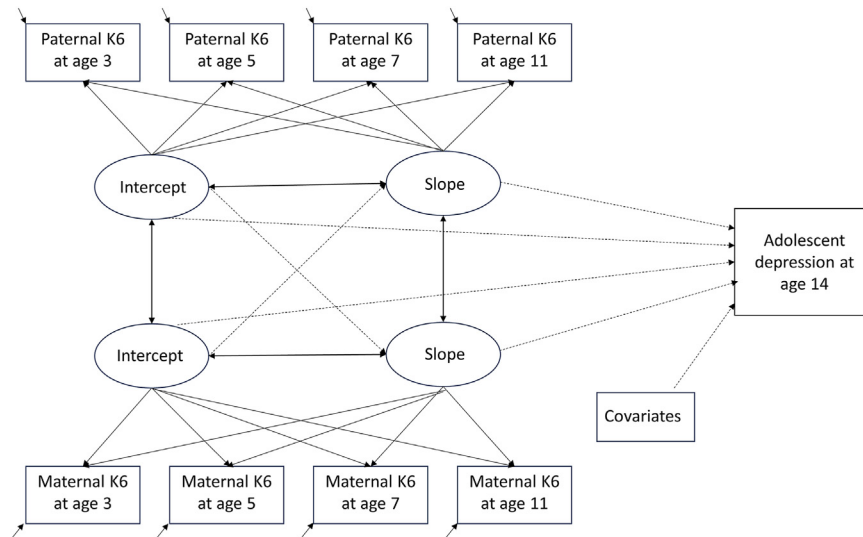 Paternal K6
at age 3
Paternal K6
at age 5
Paternal K6
at age 7
Paternal K6
at age 11
Intercept
Slope
Adolescent
depression at
age 14
Intercept
Slope
Covariates
Maternal K6
at age 3
Maternal K6
at age 5
Maternal K6
at age 7
Maternal K6
at age 11